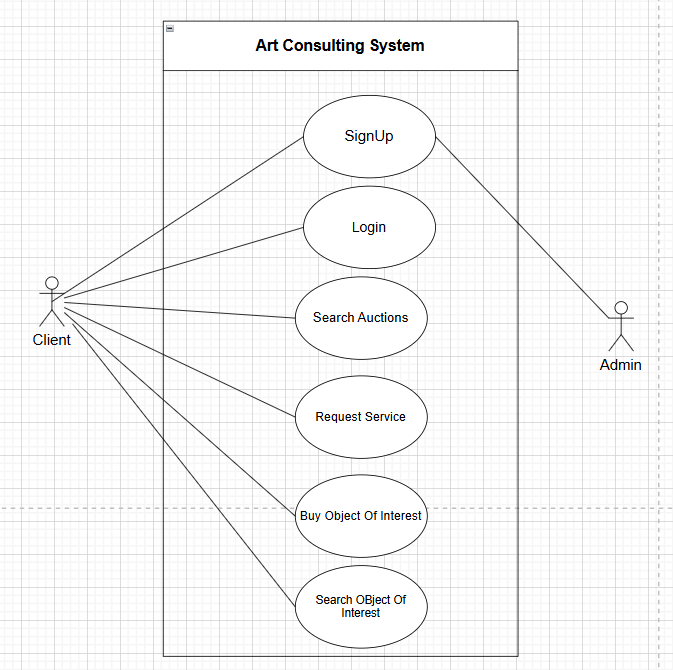 Art Consulting System
SignUp
Login
Search Auctions
Client
Admin
Request Service
Buy Object Of Interest
Search OBject Of
Interest